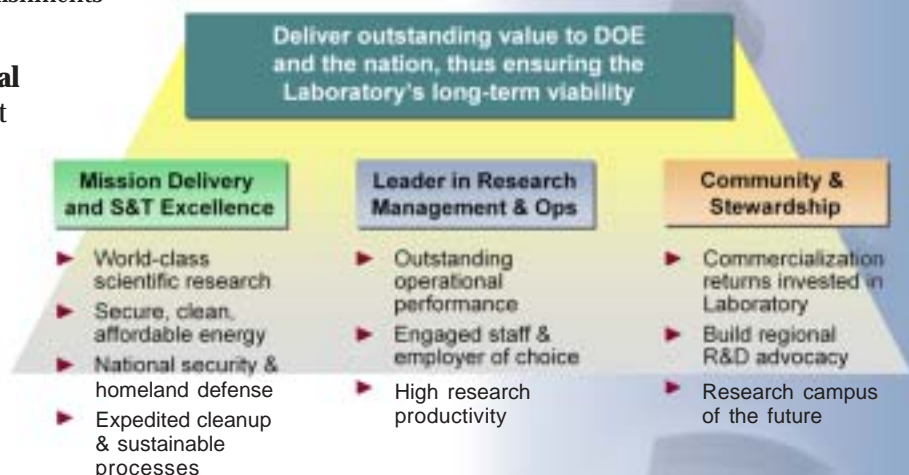 Deliver outstanding value to DOE
and the nation, thus ensuring the
Laboratory's long-term viability
al
t
Mission Delivery
and S&T Excellence
World-class
scientific research
Secure, clean,
affordable energy
National security &
homeland defense
Expedited cleanup
& sustainable
processes
Leader in Research
Management & Ops
Outstanding
operational
performance
Engaged staff &
employer of choice
High research
productivity
Community &
Stewardship
Commercialization
returns invested in
Laboratory
Build regional
R&D advocacy
Research campus
of the future